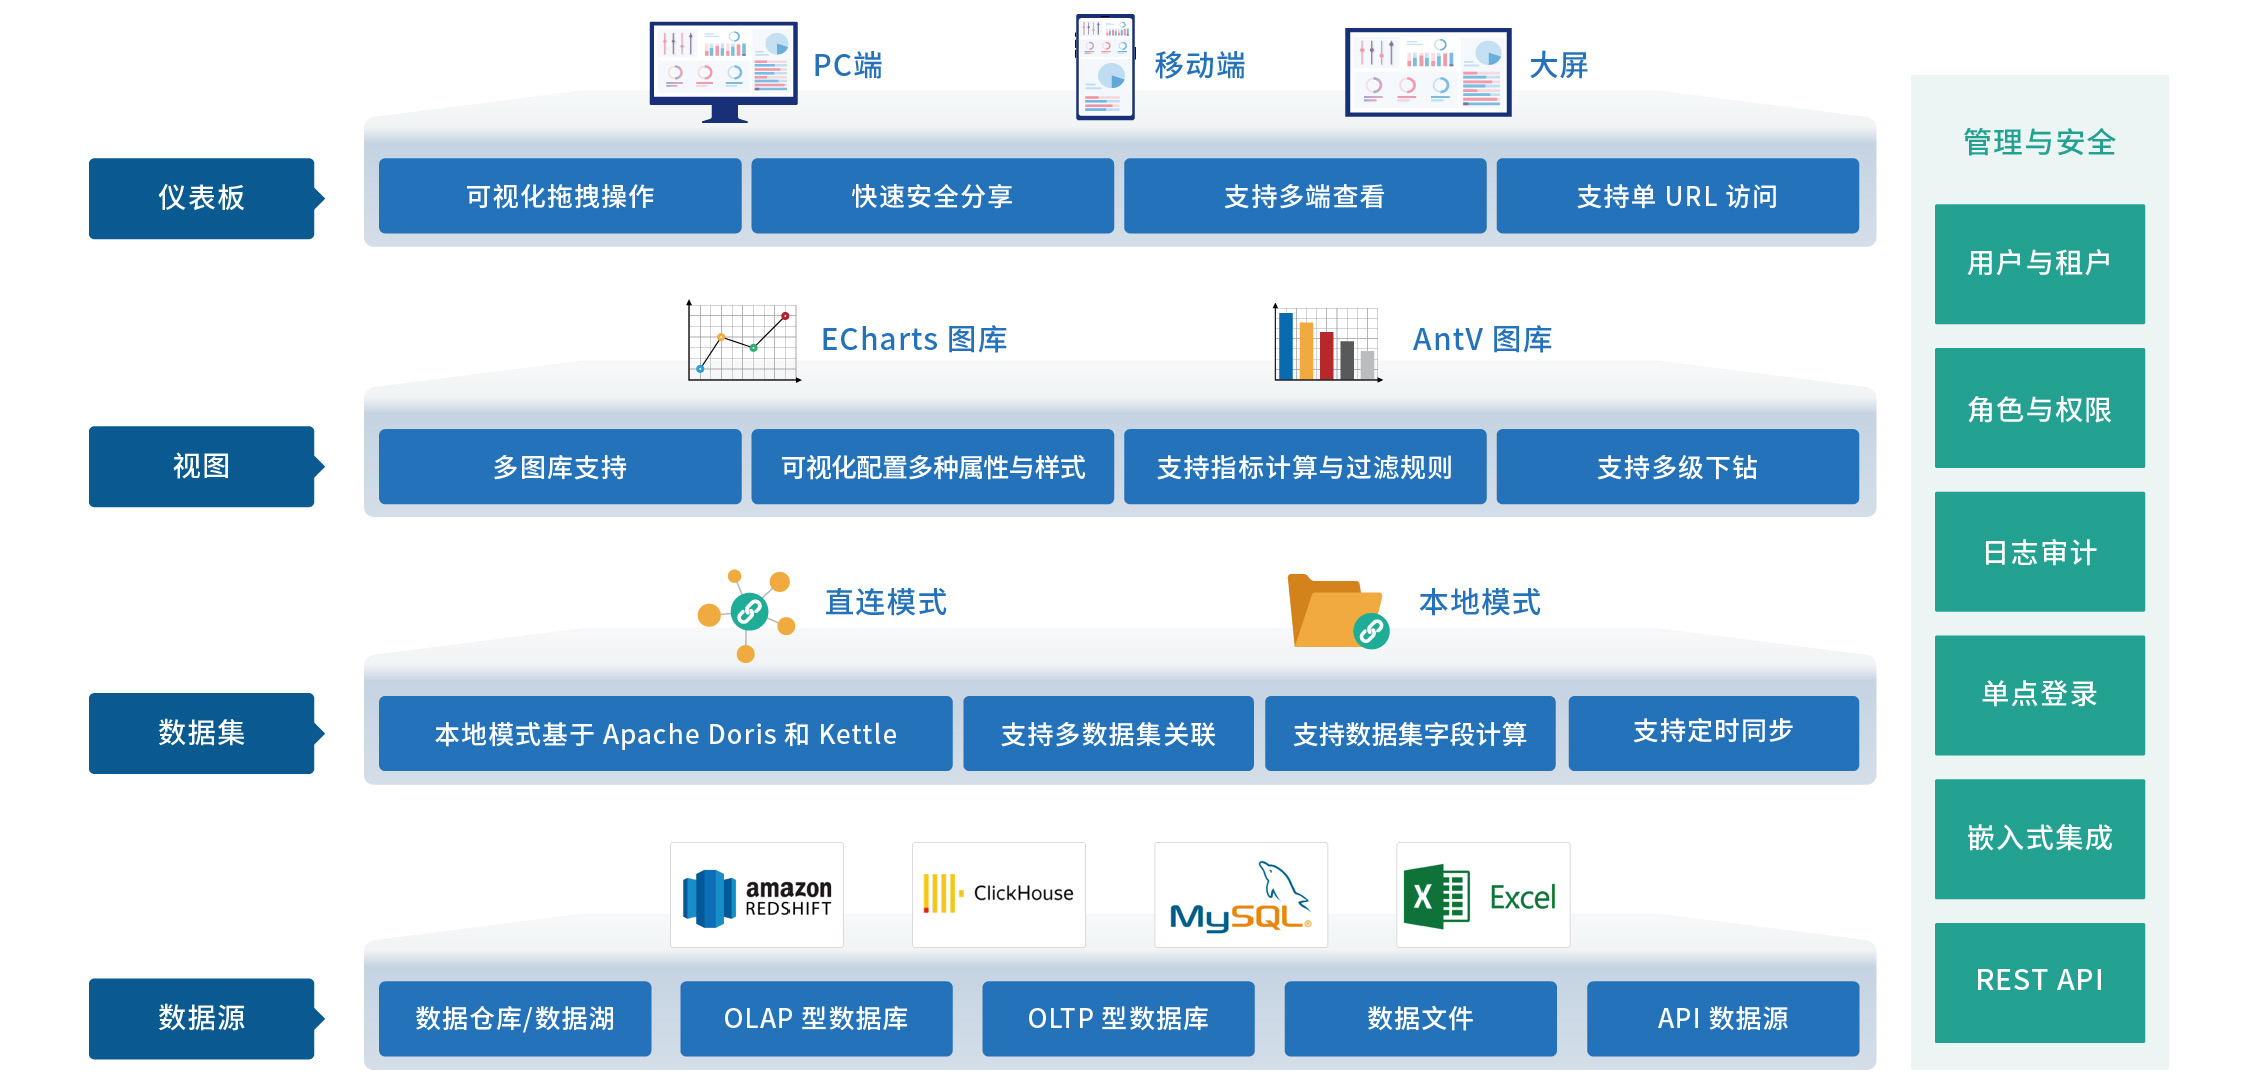 PC端
移动端
大屏
仪表板
可视化拖拽操作
快速安全分享
支持多端查看
支持单 URL 访问
ECharts 图库
AntV 图库
视图
多图库支持
可视化配置多种属性与样式
支持指标计算与过滤规则
支持多级下钻
直连模式
本地模式
数据集
本地模式基于 Apache Doris 和 Kettle
支持多数据集关联
支持数据集字段计算
支持定时同步
amazon
REDSHIFT
ClickHouse
MySQL®
X
Excel
数据源
数据仓库/数据湖
OLAP 型数据库
OLTP 型数据库
数据文件
API 数据源
管理与安全
用户与租户
角色与权限
日志审计
单点登录
嵌入式集成
REST API